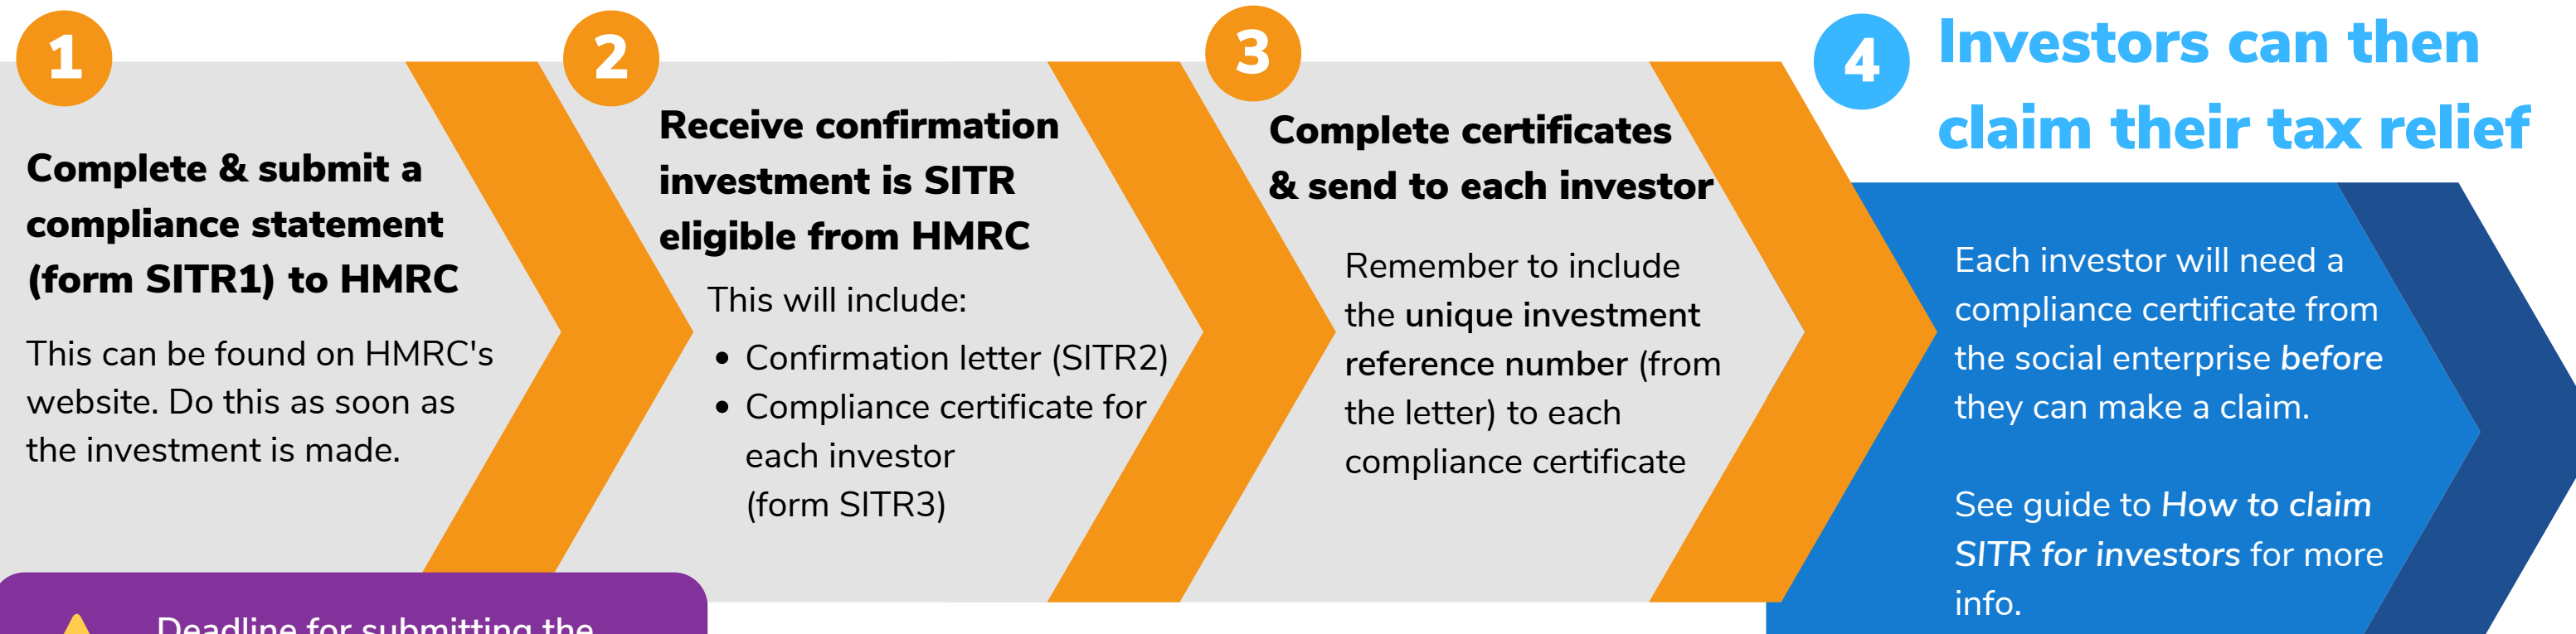 1
Complete & submit a
compliance statement
(form SITR1) to HMRC
This can be found on HMRC's
website. Do this as soon as
the investment is made.
2
Receive confirmation
investment is SITR
eligible from HMRC
This will include:
• Confirmation letter (SITR2)
• Compliance certificate for
each investor
(form SITR3)
3
Complete certificates
& send to each investor
Remember to include
the unique investment
reference number (from
the letter) to each
compliance certificate
4
Investors can then
claim their tax relief
Each investor will need a
compliance certificate from
the social enterprise before
they can make a claim.
See guide to How to claim
SITR for investors for more
info.
Deadline for submitting the